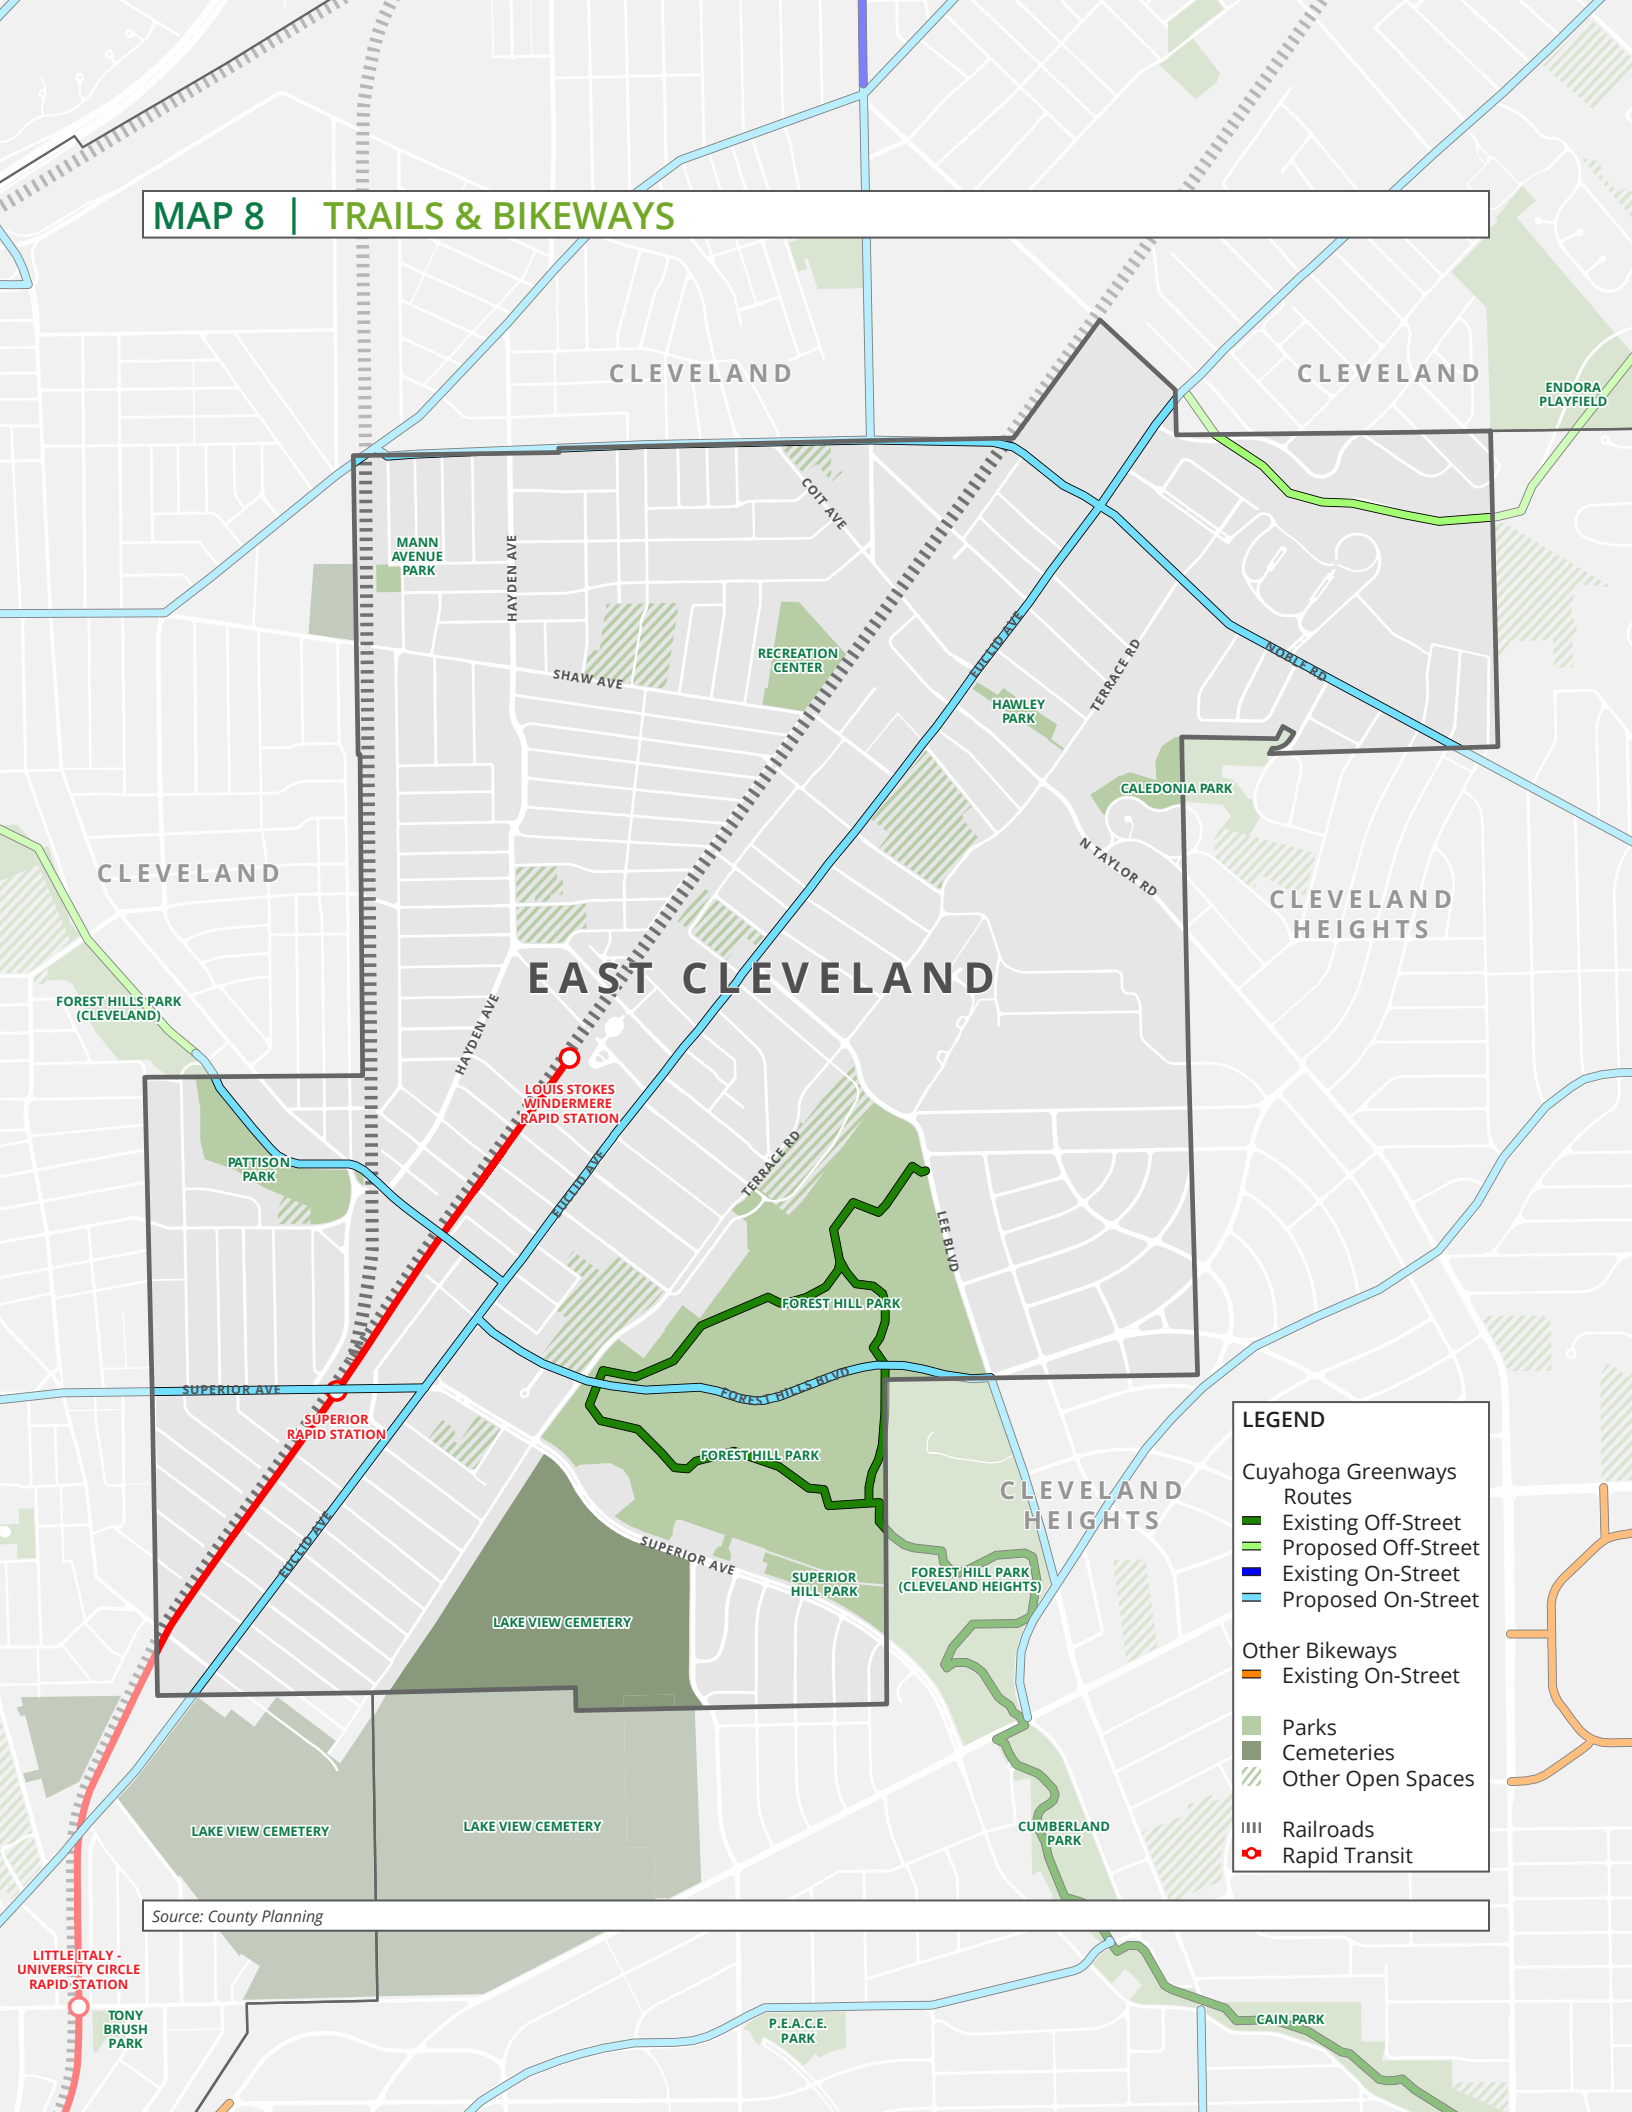 MAP 8 | TRAILS & BIKEWAYS
CLEVELAND
CLEVELAND
ENDORA
PLAYFIELD
COIT AVE
MANN
AVENUE
PARK
HAYDEN AVE
RECREATION
CENTER
SHAW AVE
EUCLID AVE
TERRACE RD
NOBLE RD
HAWLEY
PARK
CALEDONIA PARK
N TAYLOR RD
CLEVELAND
CLEVELAND
HEIGHTS
EAST CLEVELAND
FOREST HILLS PARK
(CLEVELAND)
HAYDEN AVE
LOUIS STOKES
WINDERMERE
RAPID STATION
PATTISON
PARK
EUCLID AVE
TERRACE RD
LEE BLVD
FOREST HILL PARK
SUPERIOR AVE
FOREST HILLS BLVD
SUPERIOR
RAPID STATION
FOREST HILL PARK
CLEVELAND
HEIGHTS
EUCLID AVE
SUPERIOR AVE
SUPERIOR
HILL PARK
FOREST HILL PARK
(CLEVELAND HEIGHTS)
LAKE VIEW CEMETERY
LAKE VIEW CEMETERY
LAKE VIEW CEMETERY
CUMBERLAND
PARK
LEGEND
Cuyahoga Greenways
Routes
Existing Off-Street
Proposed Off-Street
Existing On-Street
Proposed On-Street
Other Bikeways
Existing On-Street
Parks
Cemeteries
Other Open Spaces
Railroads
Rapid Transit
Source: County Planning
LITTLE ITALY -
UNIVERSITY CIRCLE
RAPID STATION
TONY
BRUSH
PARK
P.E.A.C.E.
PARK
CAIN PARK